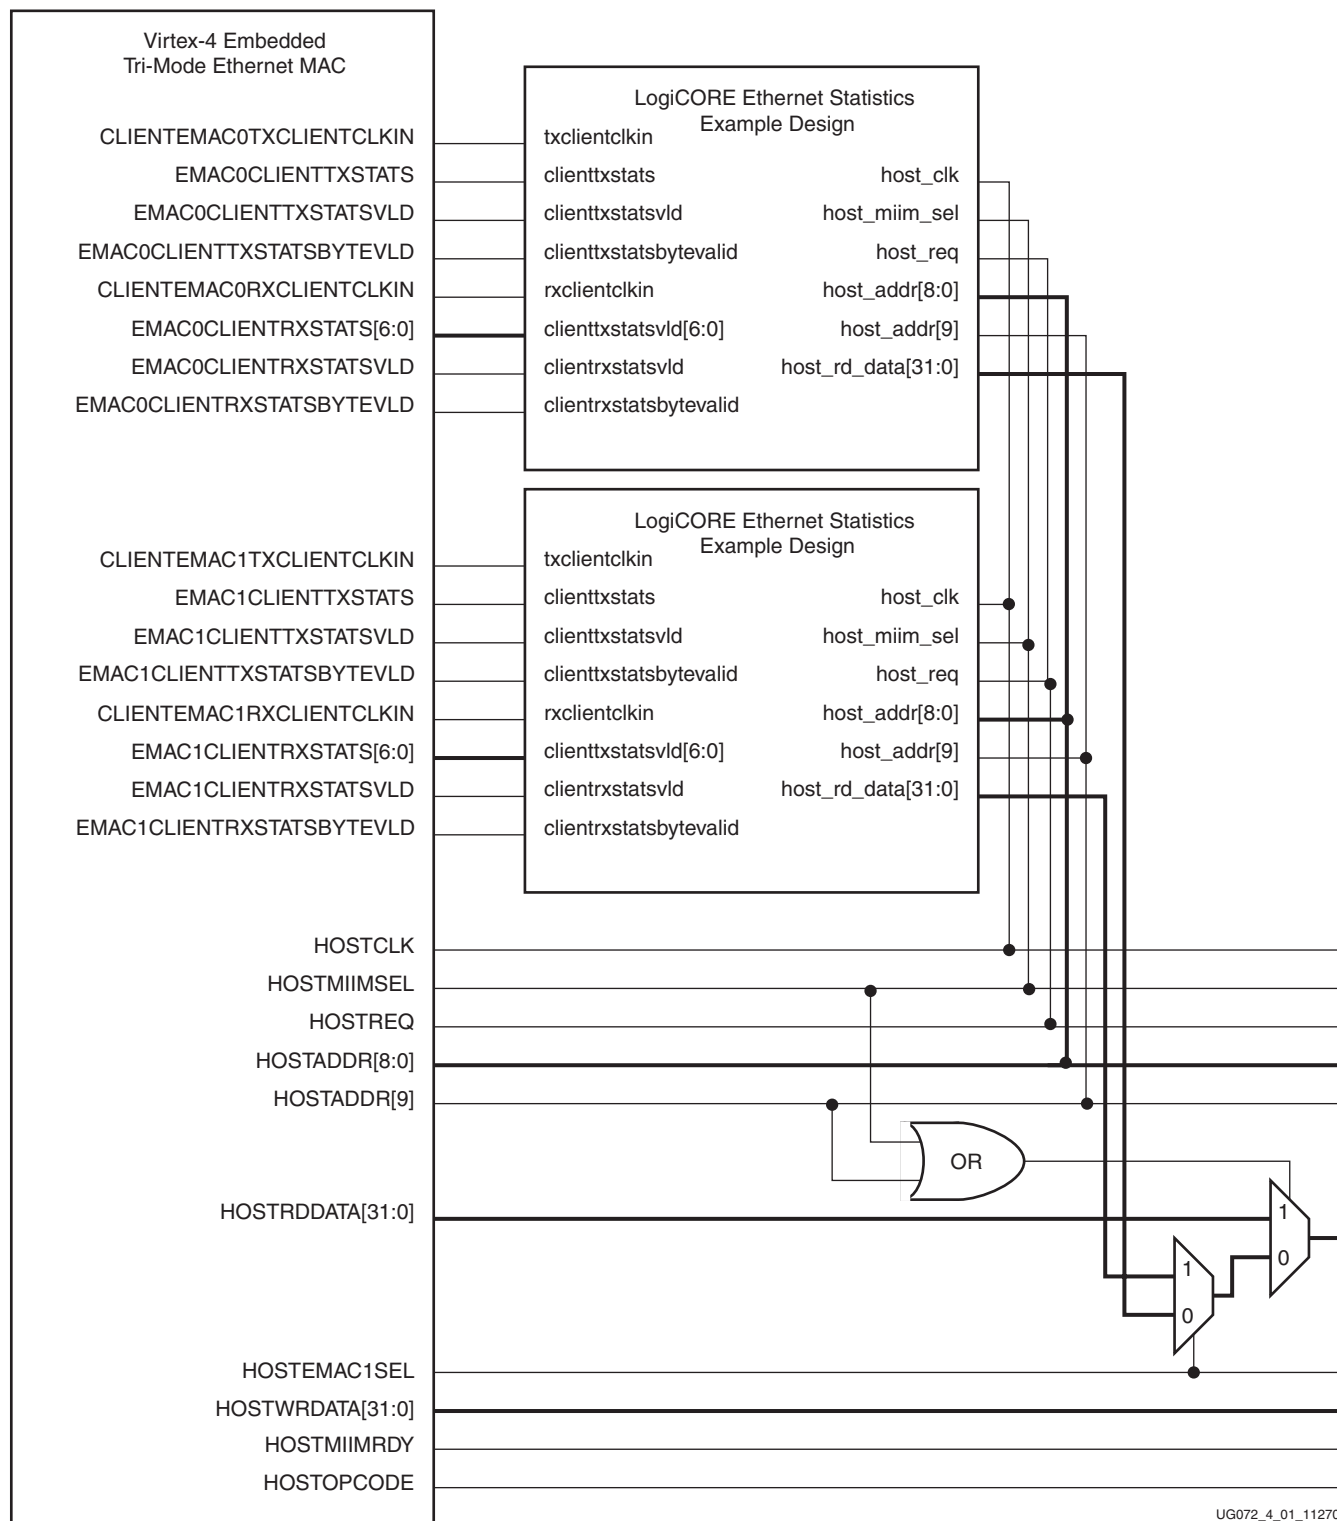 Virtex-4 Embedded
Tri-Mode Ethernet MAC
CLIENTEMAC0TXCLIENTCLKIN
EMAC0CLIENTTXSTATS
EMAC0CLIENTTXSTATSVLD
EMAC0CLIENTTXSTATSBYTEVLD
CLIENTEMAC0RXCLIENTCLKIN
EMAC0CLIENTRXSTATS[6:0]
EMAC0CLIENTRXSTATSVLD
EMAC0CLIENTRXSTATSBYTEVLD
LogiCORE Ethernet Statistics
Example Design
txclientclkin
clienttxstats
clienttxstatsvld
clienttxstatsbytevalid
rxclientclkin
clienttxstatsvld[6:0]
clientrxstatsvld
clientrxstatsbytevalid
host_clk
host_miim_sel
host_req
host_addr[8:0]
host_addr[9]
host_rd_data[31:0]
CLIENTEMAC1TXCLIENTCLKIN
EMAC1CLIENTTXSTATS
EMAC1CLIENTTXSTATSVLD
EMAC1CLIENTTXSTATSBYTEVLD
CLIENTEMAC1RXCLIENTCLKIN
EMAC1CLIENTRXSTATS[6:0]
EMAC1CLIENTRXSTATSVLD
EMAC1CLIENTRXSTATSBYTEVLD
LogiCORE Ethernet Statistics
Example Design
txclientclkin
clienttxstats
clienttxstatsvld
clienttxstatsbytevalid
rxclientclkin
clienttxstatsvld[6:0]
clientrxstatsvld
clientrxstatsbytevalid
host_clk
host_miim_sel
host_req
host_addr[8:0]
host_addr[9]
host_rd_data[31:0]
HOSTCLK
HOSTMIIMSEL
HOSTREQ
HOSTADDR[8:0]
HOSTADDR[9]
OR
HOSTRDDATA[31:0]
1
0
1
0
HOSTEMAC1SEL
HOSTWRDATA[31:0]
HOSTMIIMRDY
HOSTOPCODE
UG072_4_01_11270